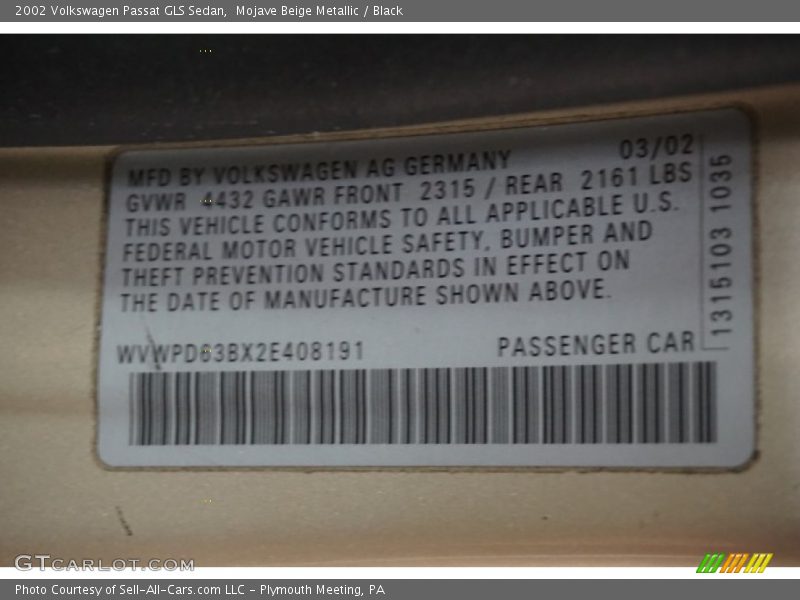 2002 Volkswagen Passat GLS Sedan,  Mojave Beige Metallic / Black
MFD BY VOLKSWAGEN AG GERMANY 03/02
GVWR 4432 GAWR FRONT 2315 / REAR 2161 LBS
THIS VEHICLE CONFORMS TO ALL APPLICABLE U.S.
FEDERAL MOTOR VEHICLE SAFETY, BUMPER AND
THEFT PREVENTION STANDARDS IN EFFECT ON
THE DATE OF MANUFACTURE SHOWN ABOVE.
1315103 1035
WVWPD63BX2E408191 PASSENGER CAR
GTCARLOT.COM
Photo Courtesy of Sell-All-Cars.com LLC - Plymouth Meeting, PA